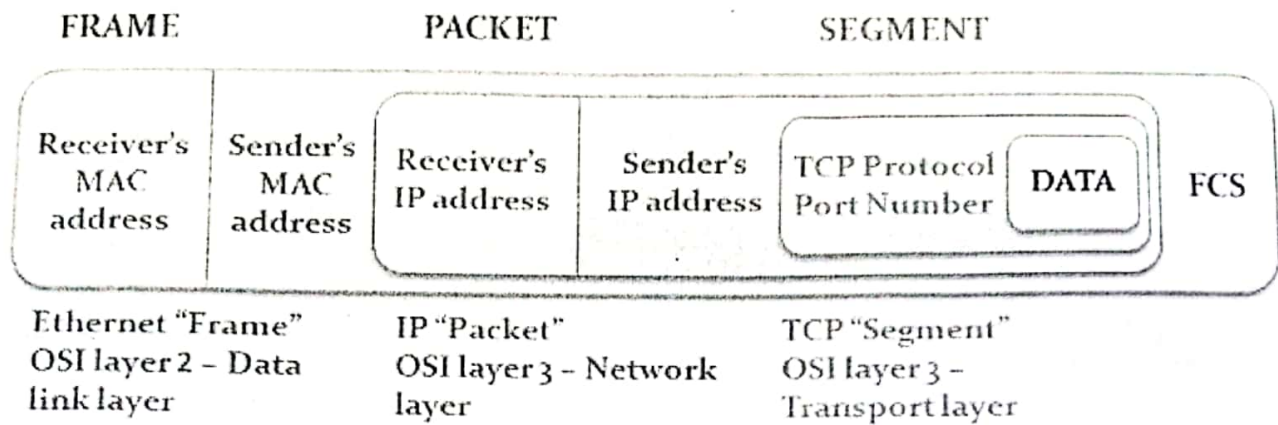 FRAME PACKET SEGMENT
Receiver's
MAC
address
Sender's
MAC
address
Receiver's
IP address
Sender's
IP address
TCP Protocol
Port Number
DATA
FCS
Ethernet “Frame”
OSI layer 2 – Data
link layer
IP “Packet”
OSI layer 3 – Network
layer
TCP “Segment”
OSI layer 3 –
Transport layer